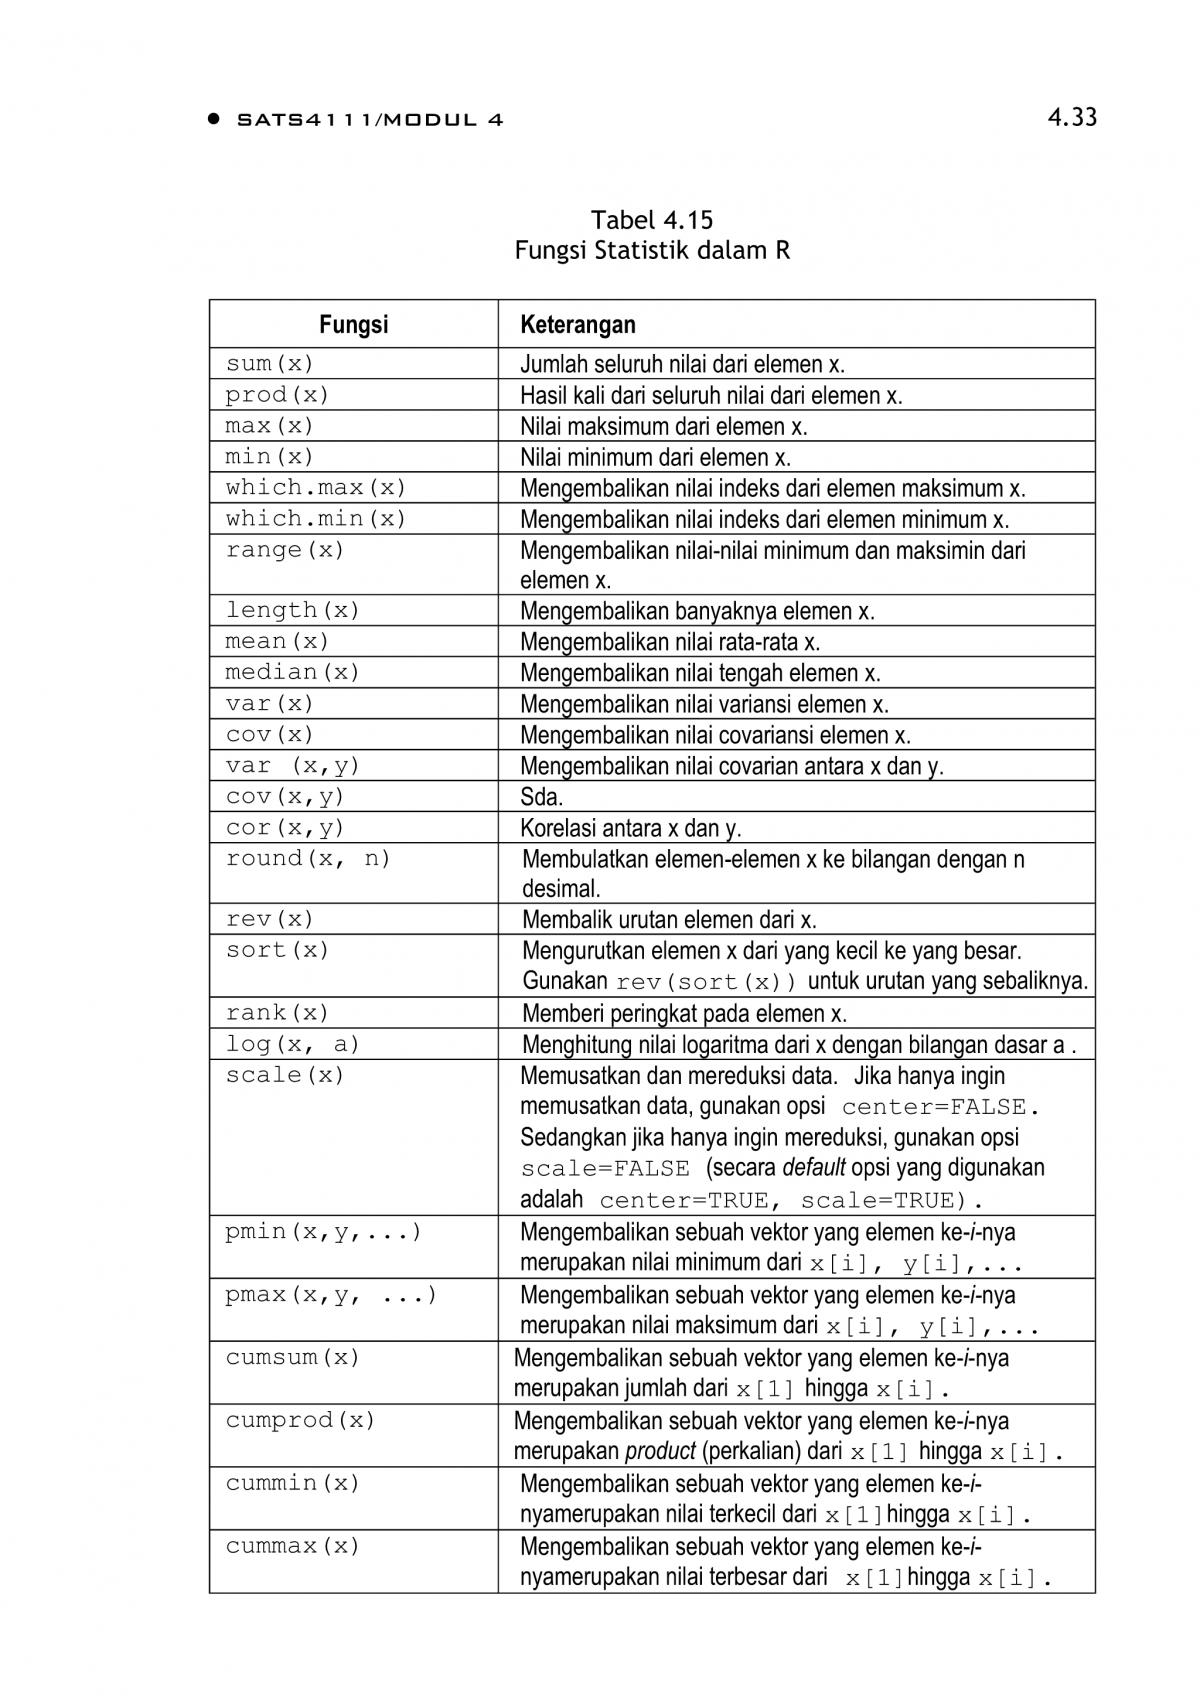 ● SATS4111/MODUL 4 4.33
Tabel 4.15
Fungsi Statistik dalam R
Fungsi Keterangan
sum(x) Jumlah seluruh nilai dari elemen x.
prod(x) Hasil kali dari seluruh nilai dari elemen x.
max(x) Nilai maksimum dari elemen x.
min(x) Nilai minimum dari elemen x.
which.max(x) Mengembalikan nilai indeks dari elemen maksimum x.
which.min(x) Mengembalikan nilai indeks dari elemen minimum x.
range(x) Mengembalikan nilai-nilai minimum dan maksimin dari
elemen x.
length(x) Mengembalikan banyaknya elemen x.
mean(x) Mengembalikan nilai rata-rata x.
median(x) Mengembalikan nilai tengah elemen x.
var(x) Mengembalikan nilai variansi elemen x.
cov(x) Mengembalikan nilai covariansi elemen x.
var (x,y) Mengembalikan nilai covarian antara x dan y.
cov(x,y) Sda.
cor(x,y) Korelasi antara x dan y.
round(x, n) Membulatkan elemen-elemen x ke bilangan dengan n
desimal.
rev(x) Membalik urutan elemen dari x.
sort(x) Mengurutkan elemen x dari yang kecil ke yang besar.
Gunakan rev(sort(x)) untuk urutan yang sebaliknya.
rank(x) Memberi peringkat pada elemen x.
log(x, a) Menghitung nilai logaritma dari x dengan bilangan dasar a .
scale(x) Memusatkan dan mereduksi data. Jika hanya ingin
memusatkan data, gunakan opsi center=FALSE.
Sedangkan jika hanya ingin mereduksi, gunakan opsi
scale=FALSE (secara default opsi yang digunakan
adalah center=TRUE, scale=TRUE).
pmin(x,y,...) Mengembalikan sebuah vektor yang elemen ke-i-nya
merupakan nilai minimum dari x[i], y[i],...
pmax(x,y, ...) Mengembalikan sebuah vektor yang elemen ke-i-nya
merupakan nilai maksimum dari x[i], y[i],...
cumsum(x) Mengembalikan sebuah vektor yang elemen ke-i-nya
merupakan jumlah dari x[1] hingga x[i].
cumprod(x) Mengembalikan sebuah vektor yang elemen ke-i-nya
merupakan product (perkalian) dari x[1] hingga x[i].
cummin(x) Mengembalikan sebuah vektor yang elemen ke-i-
nyamerupakan nilai terkecil dari x[1]hingga x[i].
cummax(x) Mengembalikan sebuah vektor yang elemen ke-i-
nyamerupakan nilai terbesar dari x[1]hingga x[i].